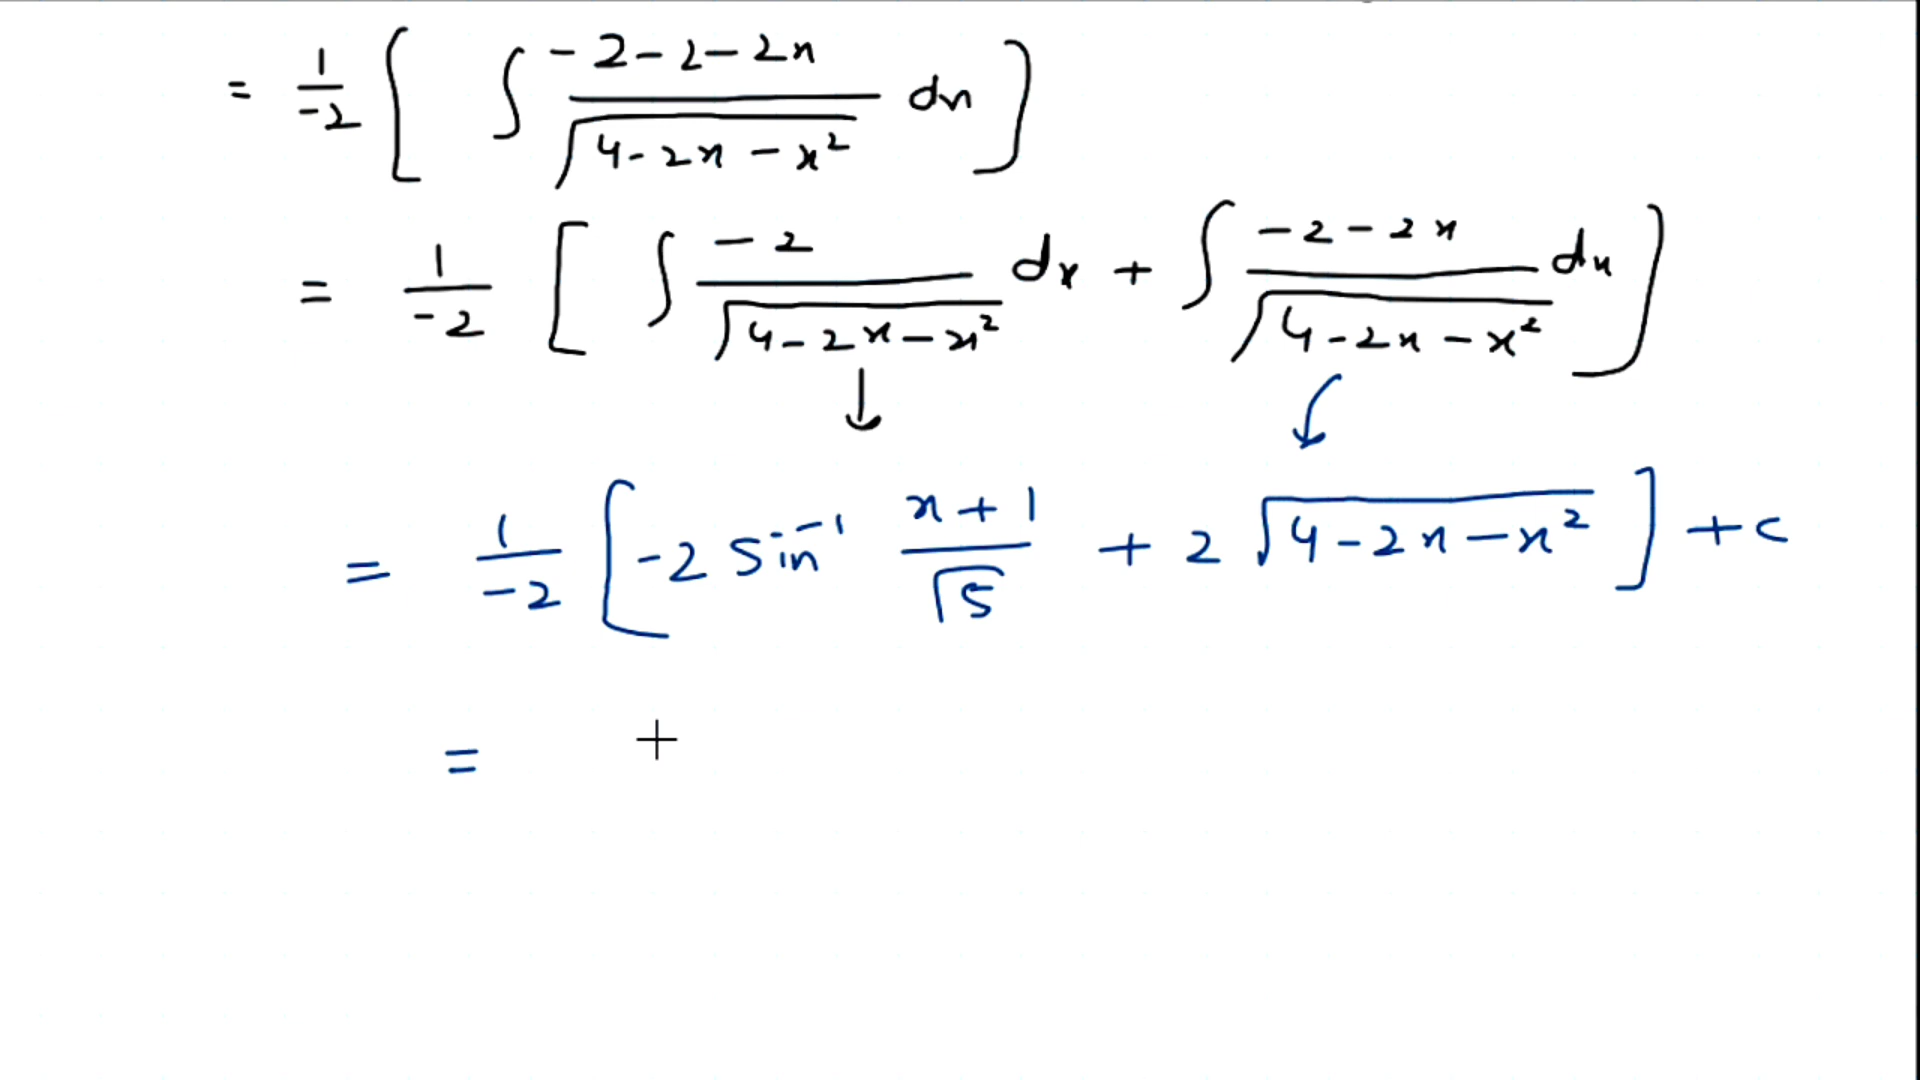 = 1/-2 [ ∫ -2-2-2x / √(4-2x-x²) dx ]
= 1/-2 [ ∫ -2 / √(4-2x-x²) dx + ∫ -2-2x / √(4-2x-x²) dx ]
= 1/-2 [ -2 sin⁻¹ x+1 / √5 + 2 √(4-2x-x²) ] + c
=